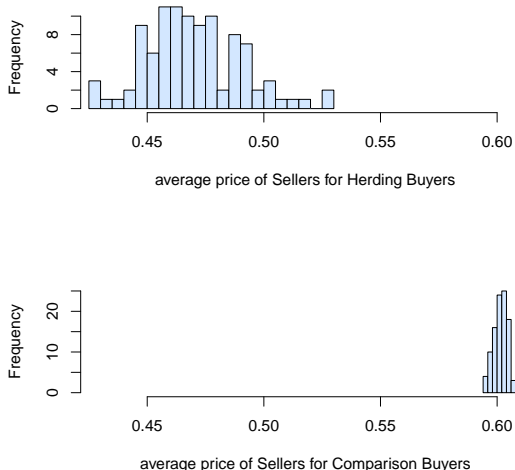 Frequency
8
4
0
0.45 0.50 0.55 0.60
average price of Sellers for Herding Buyers
Frequency
20
10
0
0.45 0.50 0.55 0.60
average price of Sellers for Comparison Buyers